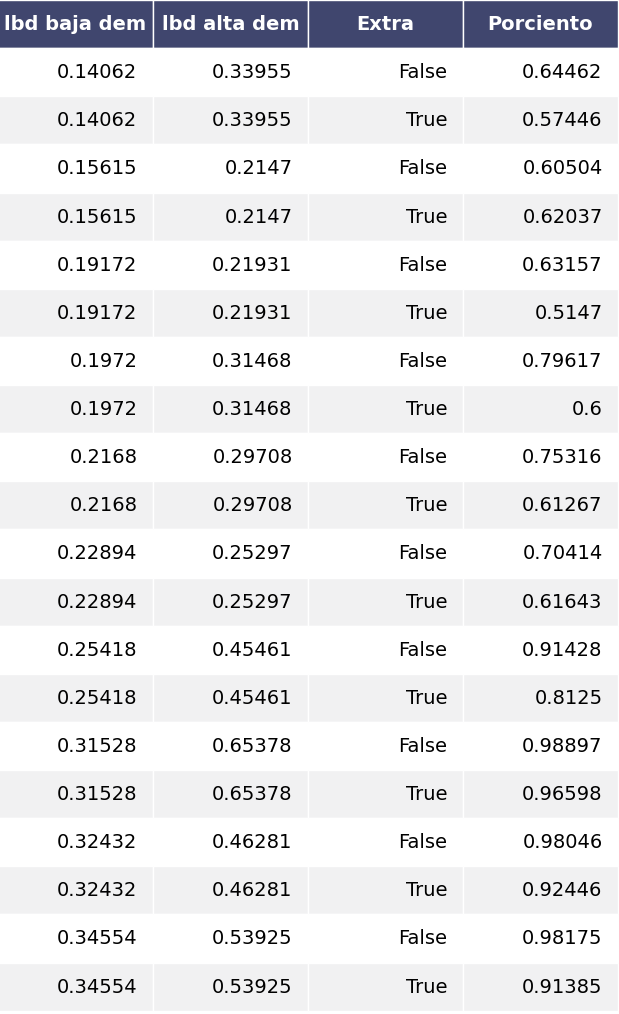 lbd baja dem lbd alta dem Extra Porciento
0.14062 0.33955 False 0.64462
0.14062 0.33955 True 0.57446
0.15615 0.2147 False 0.60504
0.15615 0.2147 True 0.62037
0.19172 0.21931 False 0.63157
0.19172 0.21931 True 0.5147
0.1972 0.31468 False 0.79617
0.1972 0.31468 True 0.6
0.2168 0.29708 False 0.75316
0.2168 0.29708 True 0.61267
0.22894 0.25297 False 0.70414
0.22894 0.25297 True 0.61643
0.25418 0.45461 False 0.91428
0.25418 0.45461 True 0.8125
0.31528 0.65378 False 0.98897
0.31528 0.65378 True 0.96598
0.32432 0.46281 False 0.98046
0.32432 0.46281 True 0.92446
0.34554 0.53925 False 0.98175
0.34554 0.53925 True 0.91385